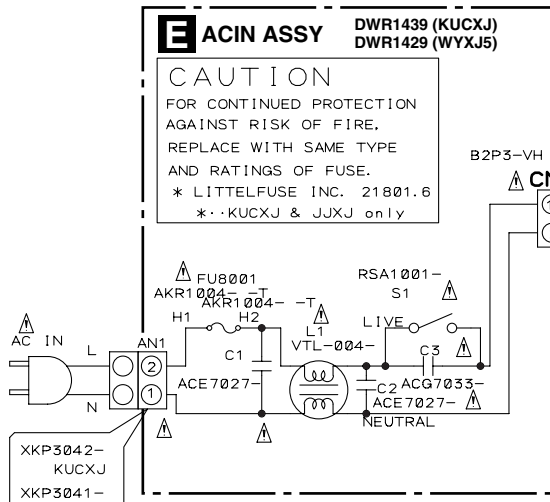 E ACIN ASSY
DWR1439 (KUCXJ)
DWR1429 (WYXJ5)
CAUTION
FOR CONTINUED PROTECTION
AGAINST RISK OF FIRE,
REPLACE WITH SAME TYPE
AND RATINGS OF FUSE.
* LITTELFUSE INC. 21801.6
*··KUCXJ & JJXJ only
B2P3-VH
CN
1
FU8001
AKR1004- -T
AKR1004- -T
H1
H2
RSA1001-
S1
LIVE
L1
VTL-004-
AC IN
L
N
AN1
2
1
C1
ACE7027-
C3
ACG7033-
C2
ACE7027-
NEUTRAL
XKP3042-
KUCXJ
XKP3041-